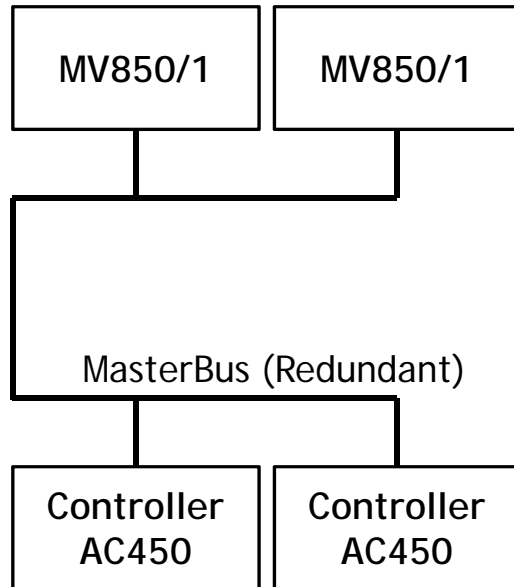 MV850/1
MV850/1
MasterBus (Redundant)
Controller
AC450
Controller
AC450